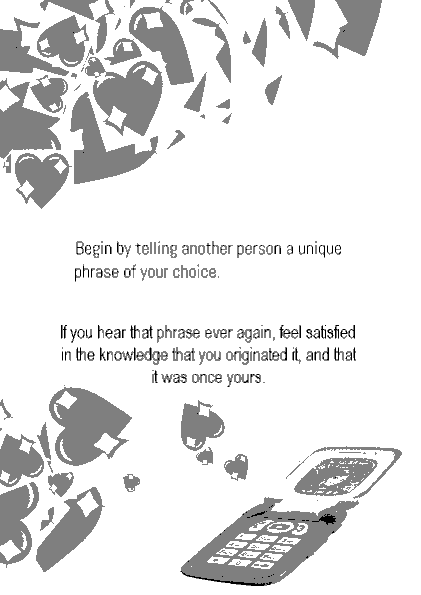 Begin by telling another person a unique
phrase of your choice.
If you hear that phrase ever again, feel satisfied
in the knowledge that you originated it, and that
it was once yours.